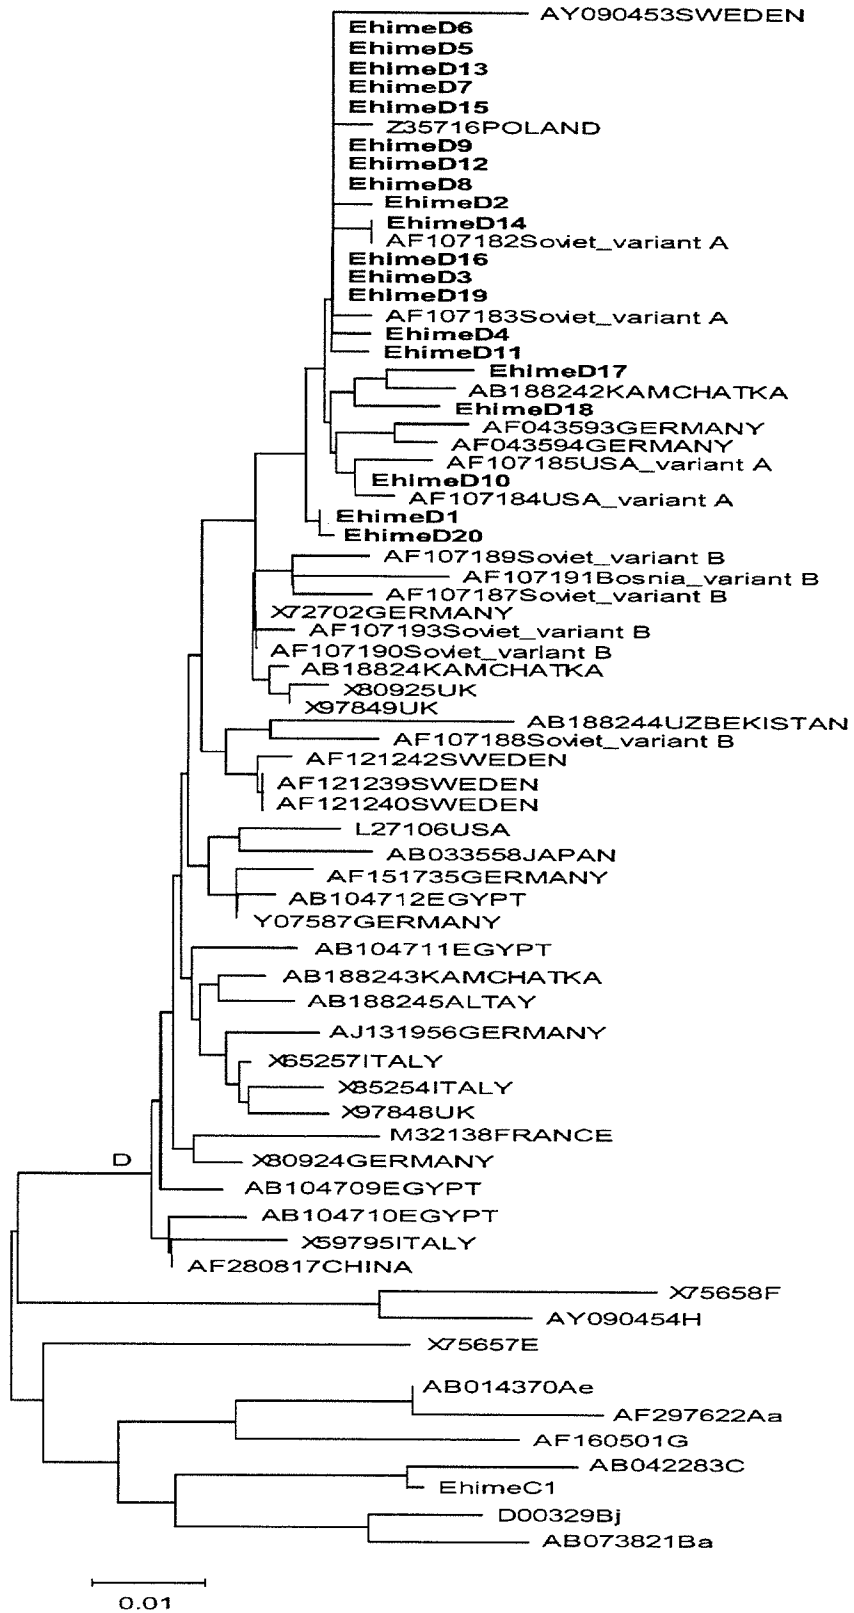 AY090453SWEDEN
EhimeD6
EhimeD5
EhimeD13
EhimeD7
EhimeD15
Z35716POLAND
EhimeD9
EhimeD12
EhimeD8
EhimeD2
EhimeD14
AF107182Soviet_variant A
EhimeD16
EhimeD3
EhimeD19
AF107183Soviet_variant A
EhimeD4
EhimeD11
EhimeD17
AB188242KAMCHATKA
EhimeD18
AF043593GERMANY
AF043594GERMANY
AF107185USA_variant A
EhimeD10
AF107184USA_variant A
EhimeD1
EhimeD20
AF107189Soviet_variant B
AF107191Bosnia_variant B
AF107187Soviet_variant B
X72702GERMANY
AF107193Soviet_variant B
AF107190Soviet_variant B
AB18824KAMCHATKA
X80925UK
X97849UK
AB188244UZBEKISTAN
AF107188Soviet_variant B
AF121242SWEDEN
AF121239SWEDEN
AF121240SWEDEN
L27106USA
AB033558JAPAN
AF151735GERMANY
AB104712EGYPT
Y07587GERMANY
AB104711EGYPT
AB188243KAMCHATKA
AB188245ALTAY
AJ131956GERMANY
X65257ITALY
X85254ITALY
X97848UK
M32138FRANCE
D
X80924GERMANY
AB104709EGYPT
AB104710EGYPT
X59795ITALY
AF280817CHINA
X75658F
AY090454H
X75657E
AB014370Ae
AF297622Aa
AF160501G
AB042283C
EhimeC1
D00329Bj
AB073821Ba
0.01